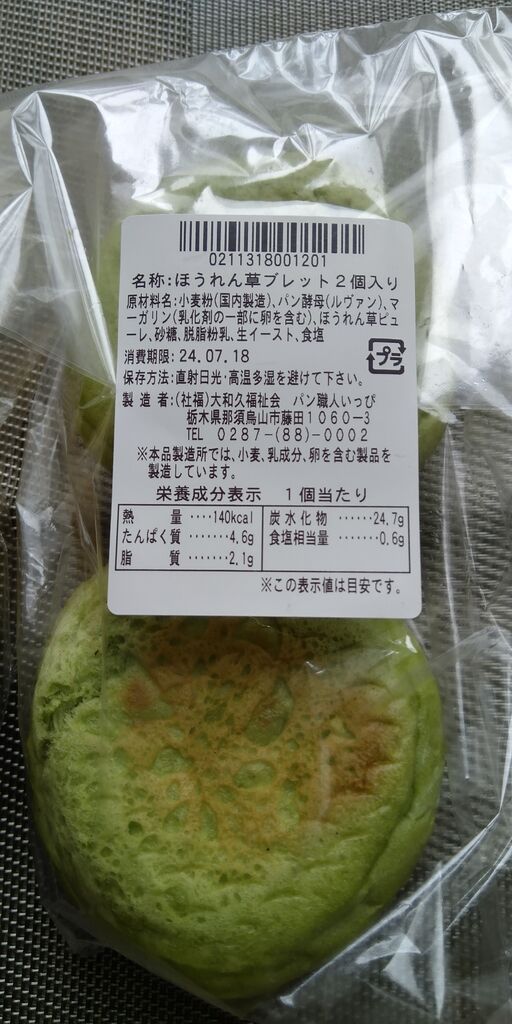 0211318001201
名称:ほうれん草ブレット2個入り
原材料名:小麦粉(国内製造)、パン酵母(ルヴァン)、マ
ーガリン(乳化剤の一部に卵を含む)、ほうれん草ピュ
ーレ、砂糖、脱脂粉乳、生イースト、食塩
消費期限:24.07.18
プラ
保存方法:直射日光・高温多湿を避けて下さい。
製造者:(社福)大和久福祉会 パン職人いっぴ
栃木県那須烏山市藤田1060-3
TEL 0287-(88)-0002
※本品製造所では、小麦、乳成分、卵を含む製品を
製造しています。
栄養成分表示 1個当たり
熱量····140kcal 炭水化物······24.7g
たんぱく質·····4.6g 食塩相当量·····0.6g
脂質·····2.1g
※この表示値は目安です。